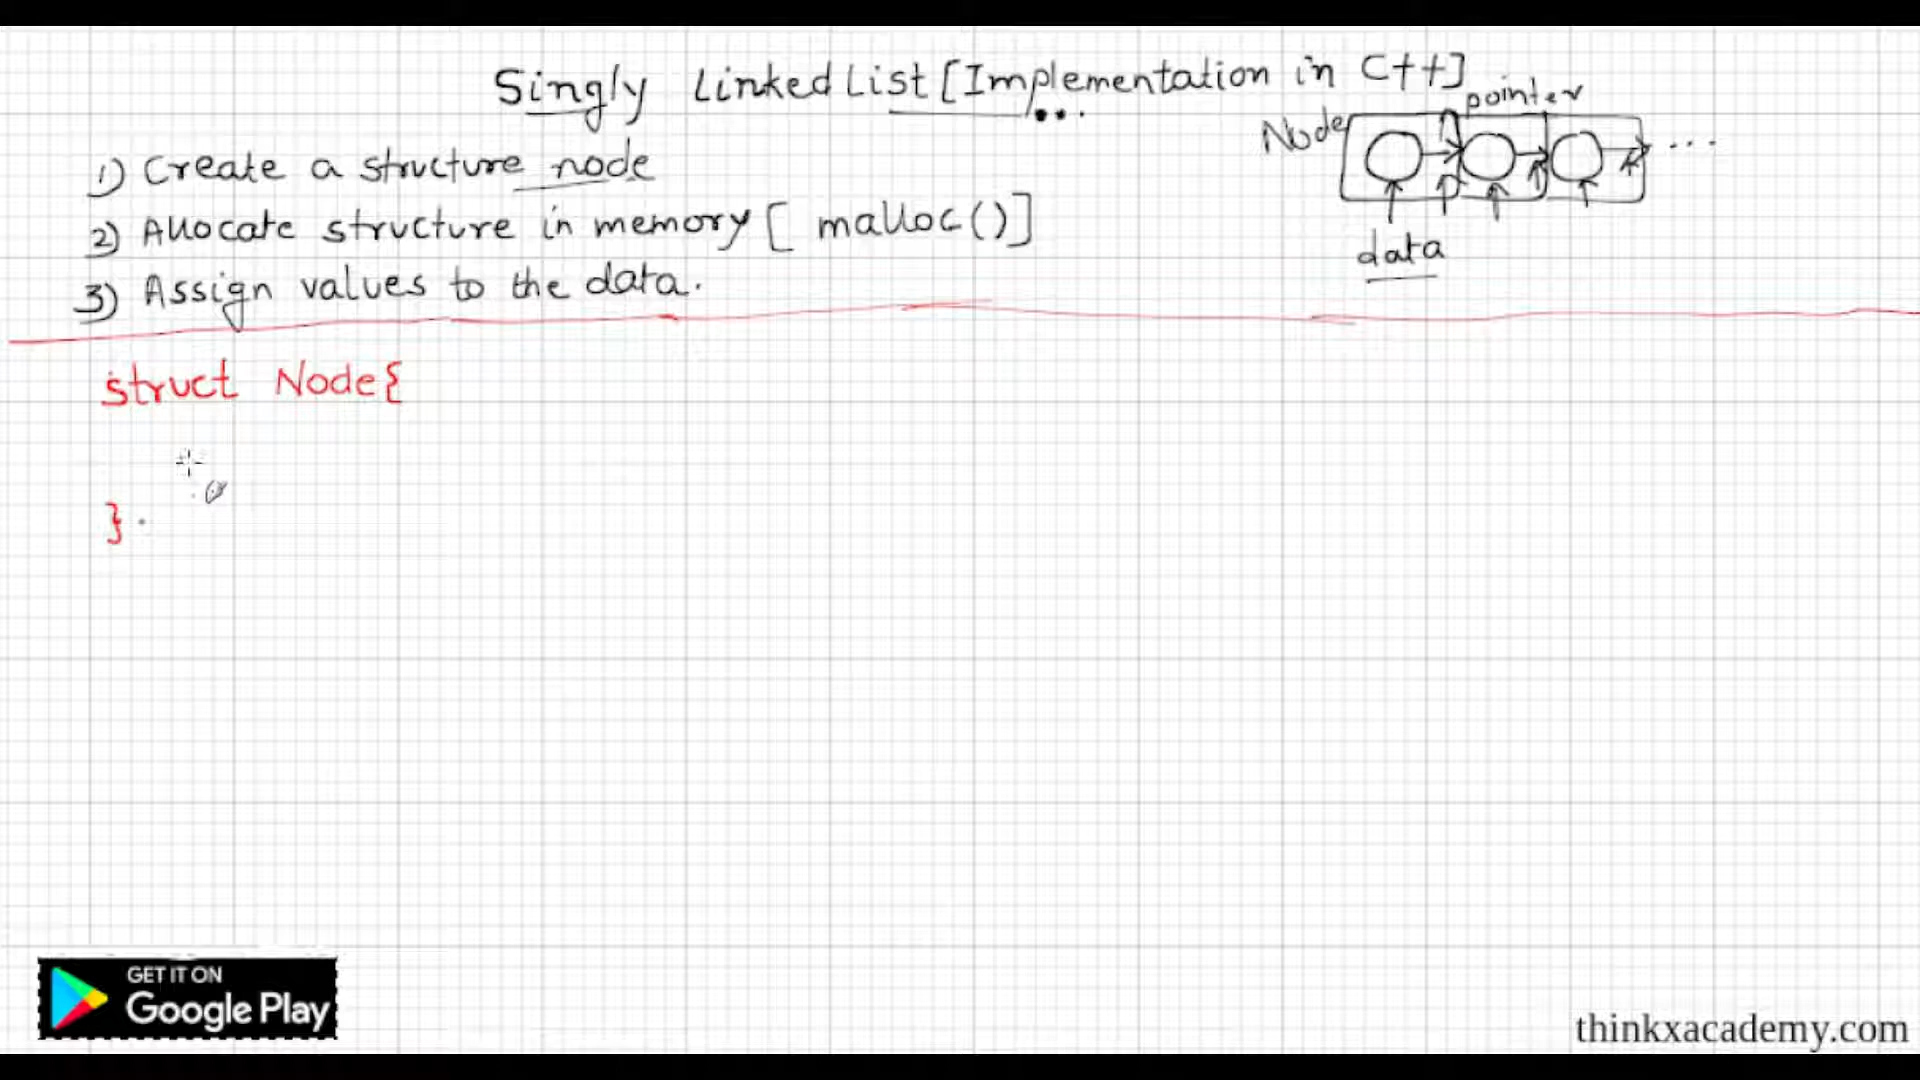 Singly Linked List [Implementation in C++]
pointer
Node
...
data
1) Create a structure node
2) Allocate structure in memory [ malloc() ]
3) Assign values to the data.
struct Node{
}
GET IT ON
Google Play
thinkxacademy.com